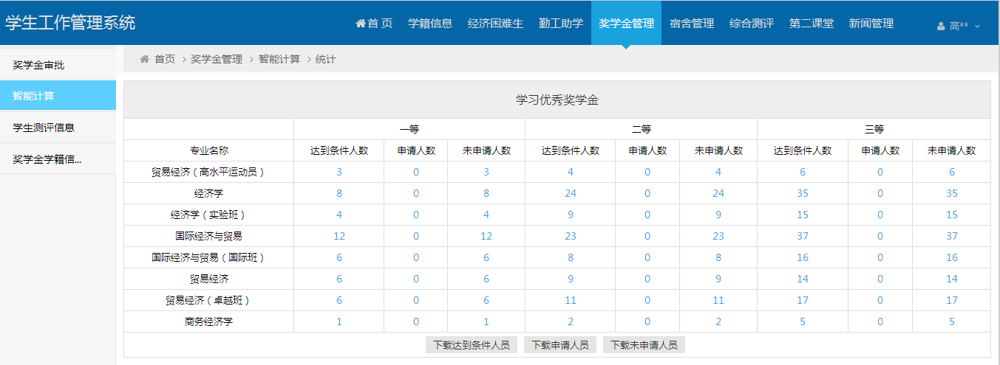 学生工作管理系统
首 页 学籍信息 经济困难生 勤工助学 奖学金管理 宿舍管理 综合测评 第二课堂 新闻管理 高**
奖学金审批
智能计算
学生测评信息
奖学金学籍信...
首页 > 奖学金管理 > 智能计算 > 统计
学习优秀奖学金
一等 二等 三等
专业名称 达到条件人数 申请人数 未申请人数 达到条件人数 申请人数 未申请人数 达到条件人数 申请人数 未申请人数
贸易经济（高水平运动员） 3 0 3 4 0 4 6 0 6
经济学 8 0 8 24 0 24 35 0 35
经济学（实验班） 4 0 4 9 0 9 15 0 15
国际经济与贸易 12 0 12 23 0 23 37 0 37
国际经济与贸易（国际班） 6 0 6 8 0 8 16 0 16
贸易经济 6 0 6 9 0 9 14 0 14
贸易经济（卓越班） 6 0 6 11 0 11 17 0 17
商务经济学 1 0 1 2 0 2 5 0 5
下载达到条件人员 下载申请人员 下载未申请人员